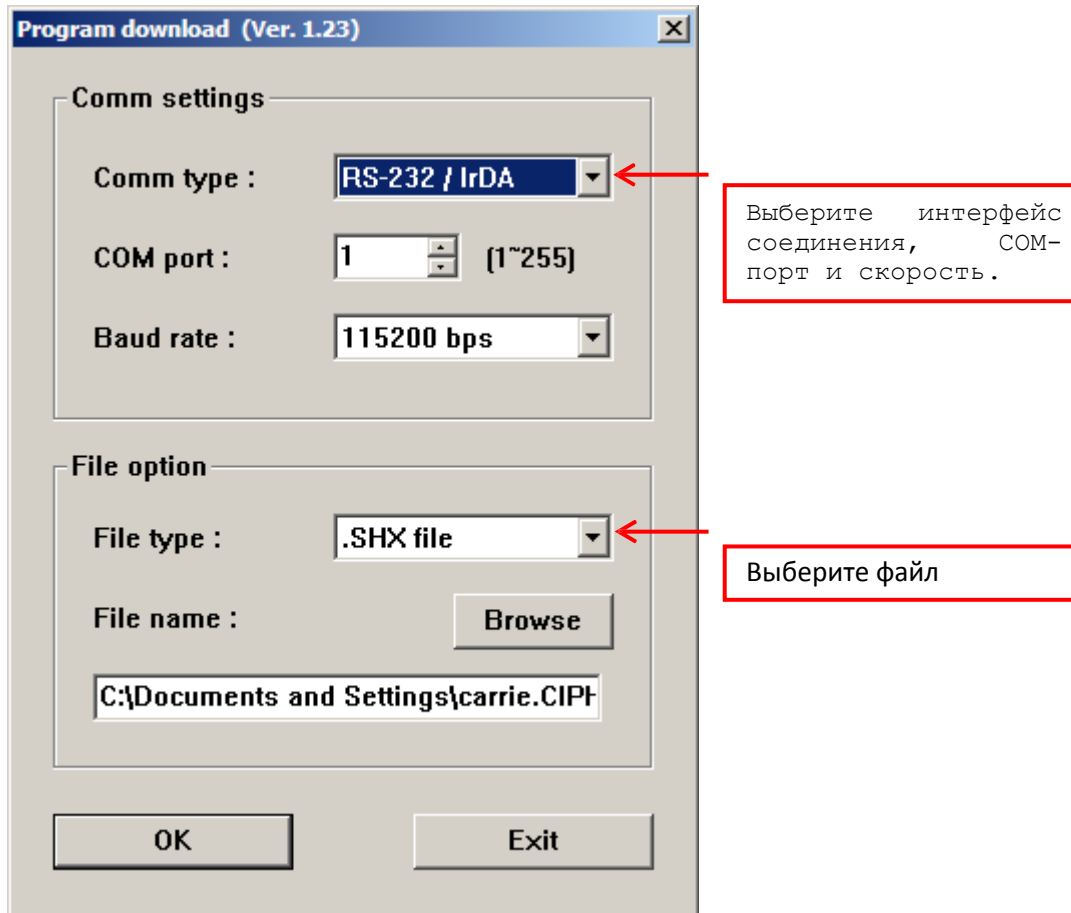 Program download (Ver. 1.23)
Comm settings
Comm type :
RS-232 / IrDA
COM port :
1
(1~255)
Baud rate :
115200 bps
Выберите интерфейс
соединения, COM-
порт и скорость.
File option
File type :
.SHX file
Выберите файл
File name :
Browse
C:\Documents and Settings\carrie.CIPH
OK
Exit